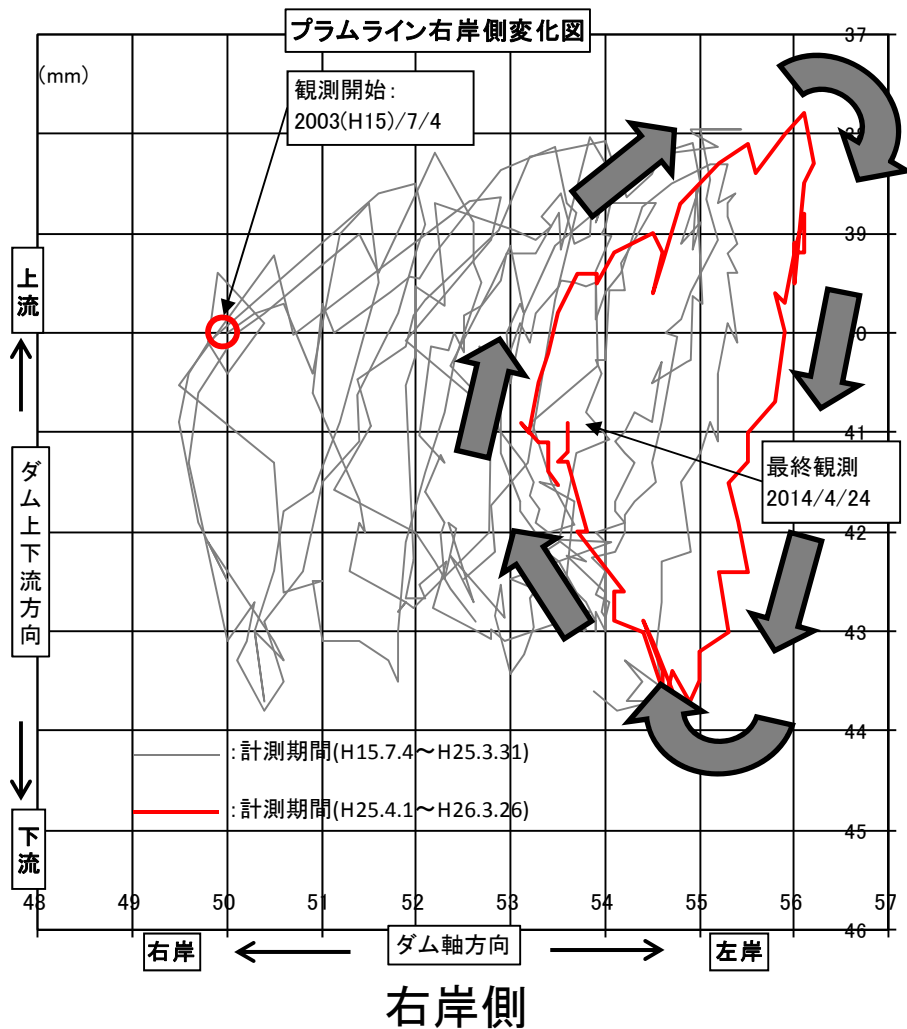 プラムライン右岸側変化図
37
(mm)
観測開始:
2003(H15)/7/4
38
39
上流
40
41
最終観測
2014/4/24
ダム上下流方向
42
43
44
:計測期間(H15.7.4～H25.3.31)
:計測期間(H25.4.1～H26.3.26)
45
下流
48 49 50 51 52 53 54 55 56 57
46
右岸 ダム軸方向 左岸
右岸側